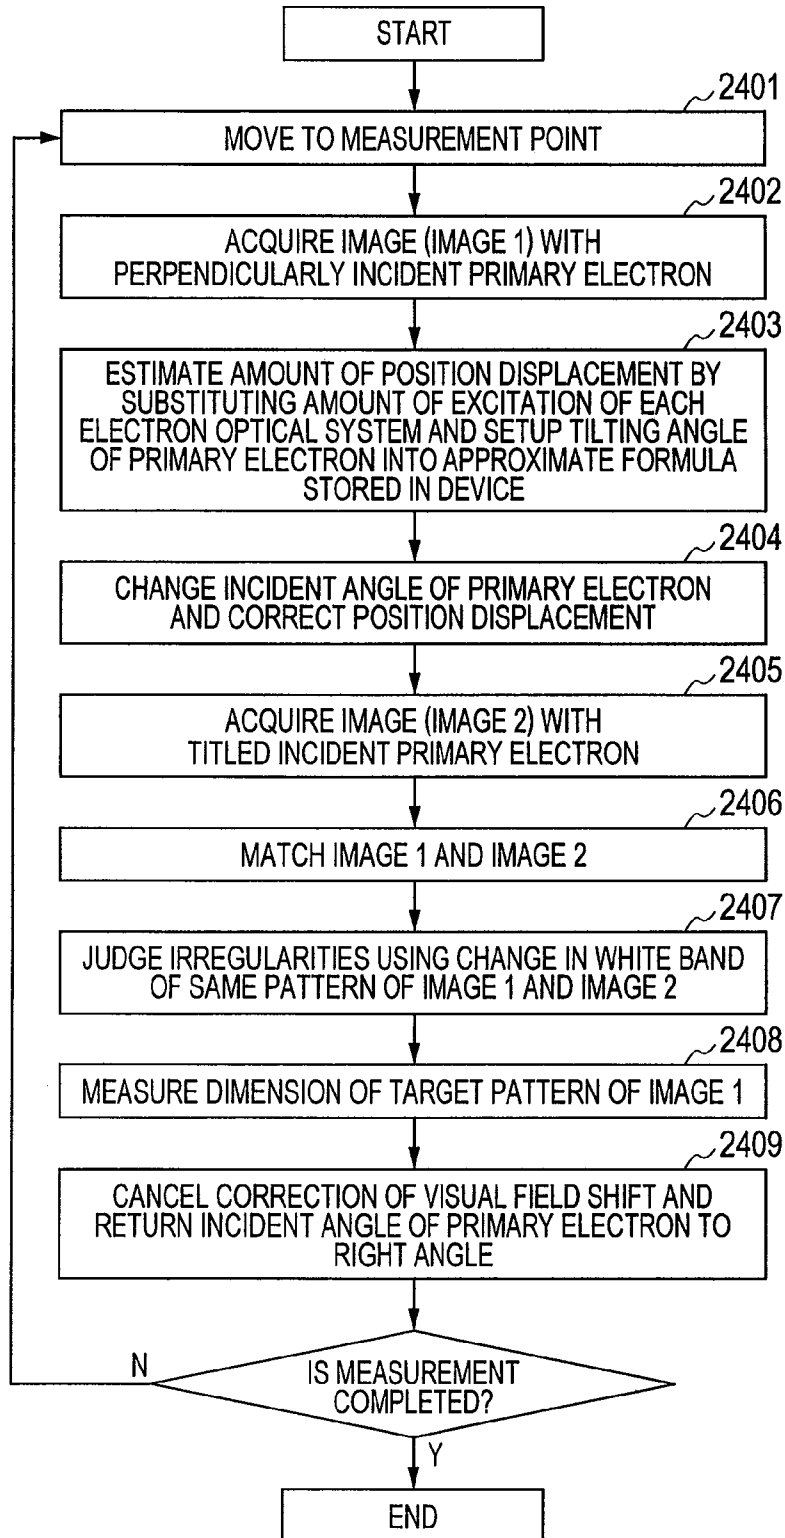 START
2401
MOVE TO MEASUREMENT POINT
2402
ACQUIRE IMAGE (IMAGE 1) WITH
PERPENDICULARLY INCIDENT PRIMARY ELECTRON
2403
ESTIMATE AMOUNT OF POSITION DISPLACEMENT BY
SUBSTITUTING AMOUNT OF EXCITATION OF EACH
ELECTRON OPTICAL SYSTEM AND SETUP TILTING ANGLE
OF PRIMARY ELECTRON INTO APPROXIMATE FORMULA
STORED IN DEVICE
2404
CHANGE INCIDENT ANGLE OF PRIMARY ELECTRON
AND CORRECT POSITION DISPLACEMENT
2405
ACQUIRE IMAGE (IMAGE 2) WITH
TITLED INCIDENT PRIMARY ELECTRON
2406
MATCH IMAGE 1 AND IMAGE 2
2407
JUDGE IRREGULARITIES USING CHANGE IN WHITE BAND
OF SAME PATTERN OF IMAGE 1 AND IMAGE 2
2408
MEASURE DIMENSION OF TARGET PATTERN OF IMAGE 1
2409
CANCEL CORRECTION OF VISUAL FIELD SHIFT AND
RETURN INCIDENT ANGLE OF PRIMARY ELECTRON TO
RIGHT ANGLE
N
IS MEASUREMENT
COMPLETED?
Y
END